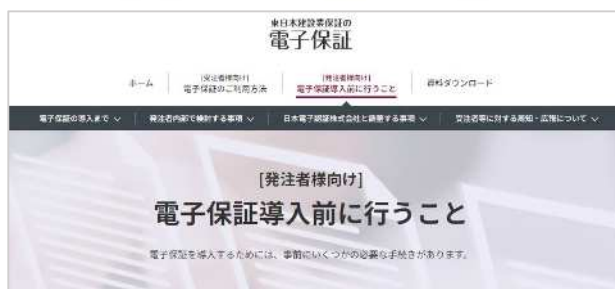 東日本建設業保証の
電子保証
ホーム
[受注者様向け]
電子保証のご利用方法
[発注者様向け]
電子保証導入前に行うこと
資料ダウンロード
電子保証の導入まで
発注者内部で検討する事項
日本電子認証株式会社と調整する事項
受注者等に対する周知・広報について
[発注者様向け]
電子保証導入前に行うこと
電子保証を導入するためには、事前にいくつかの必要な手続きがあります。